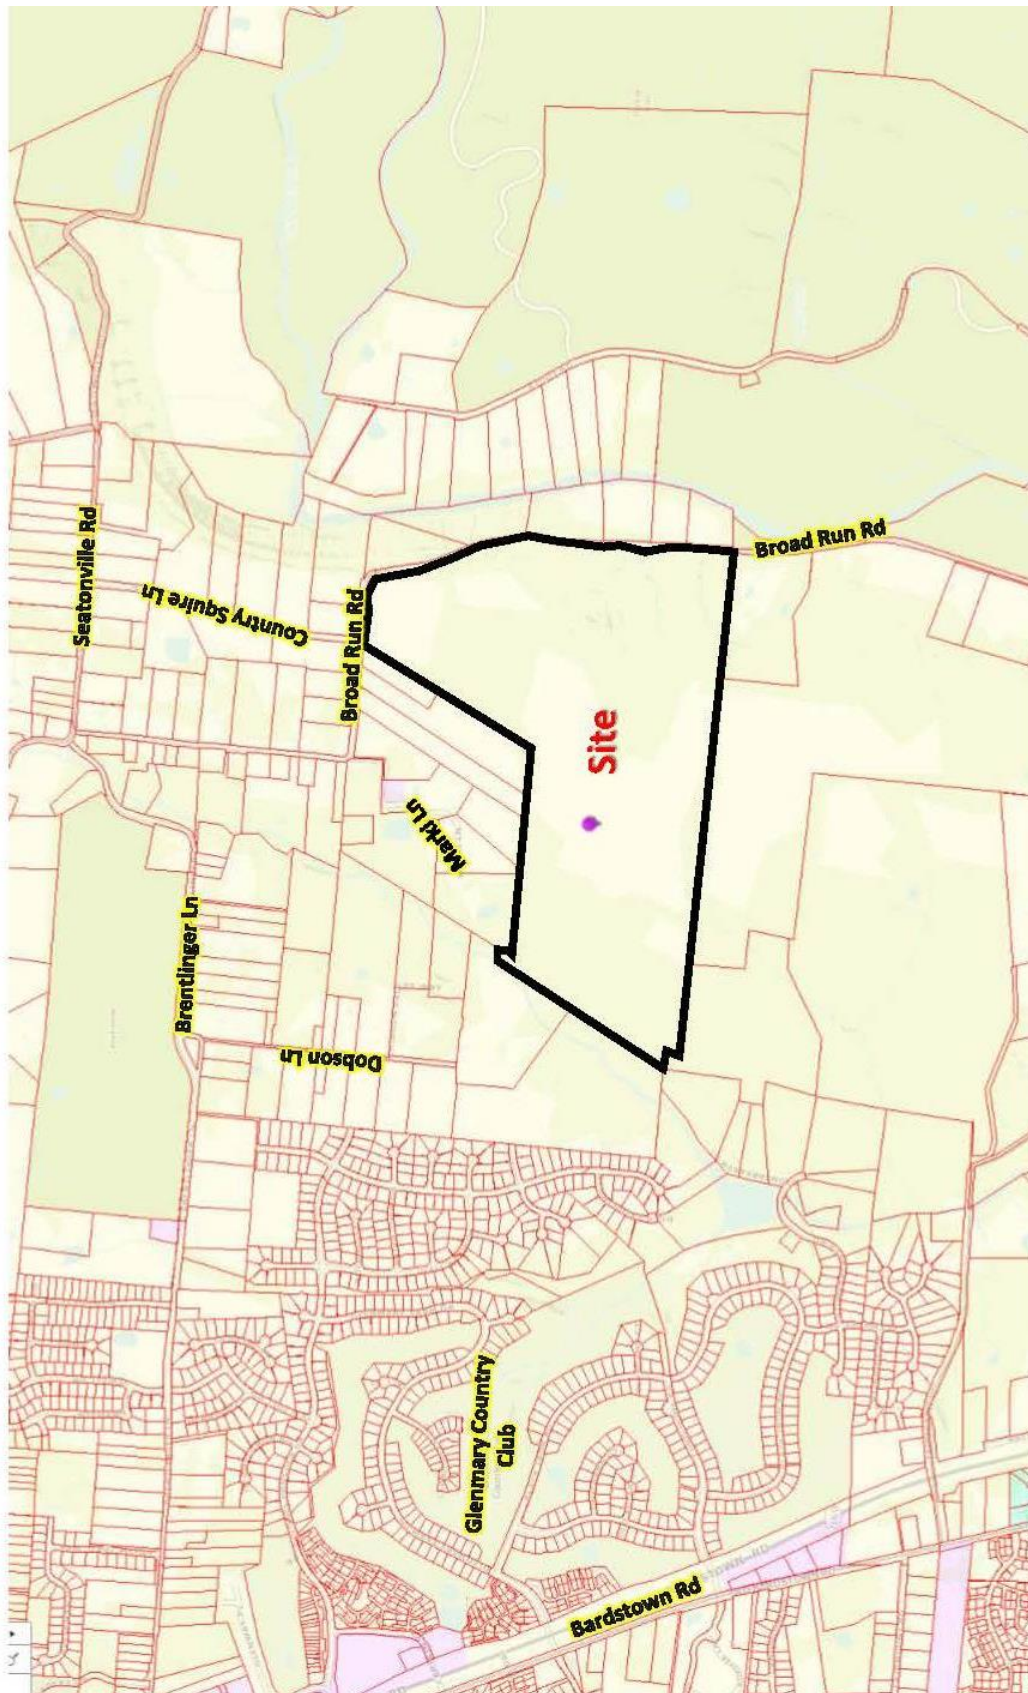 Seatonville Rd
Country Squire Ln
Broad Run Rd
Broad Run Rd
Site
Markl Ln
Brentlinger Ln
Dobson Ln
Glenmary Country
Club
Bardstown Rd